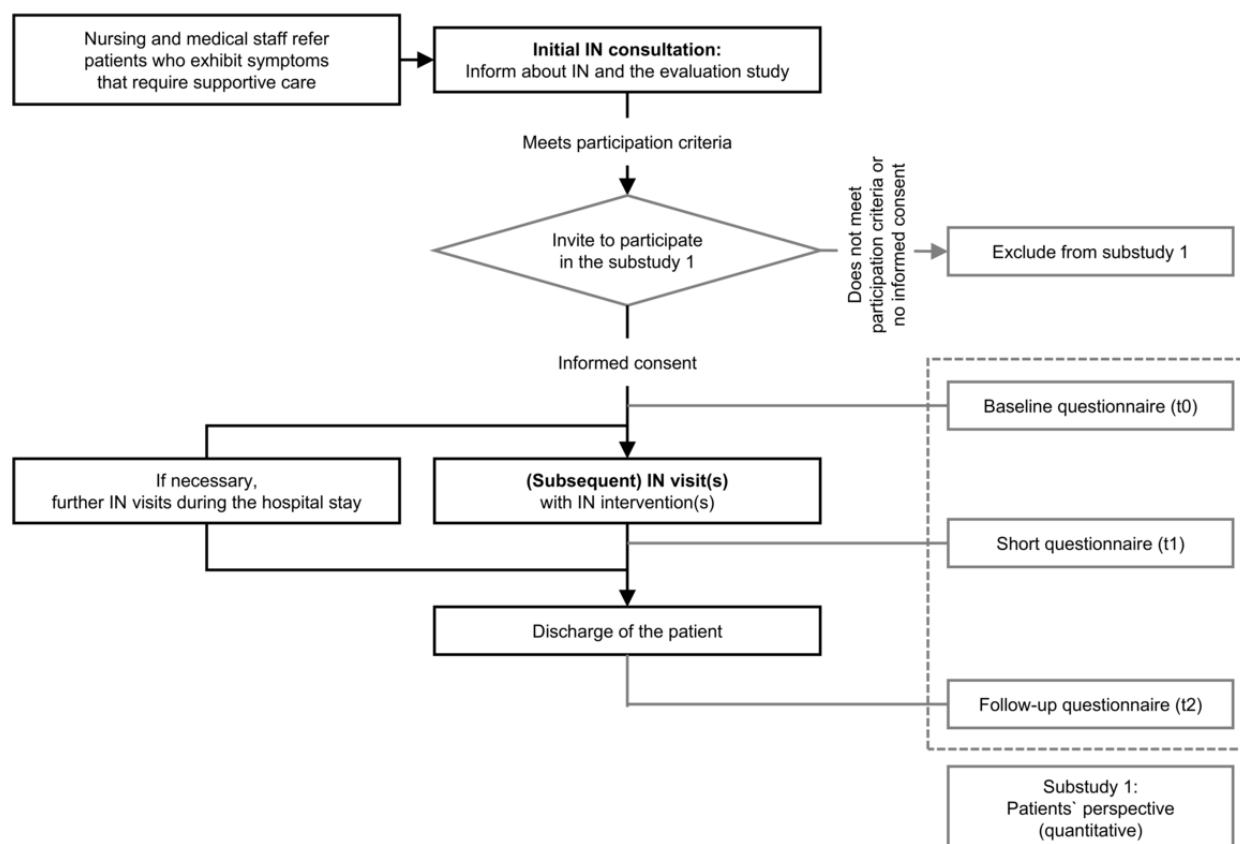 Nursing and medical staff refer
patients who exhibit symptoms
that require supportive care
Initial IN consultation:
Inform about IN and the evaluation study
Meets participation criteria
Invite to participate
in the substudy 1
Does not meet
participation criteria or
no informed consent
Exclude from substudy 1
Informed consent
Baseline questionnaire (t0)
If necessary,
further IN visits during the hospital stay
(Subsequent) IN visit(s)
with IN intervention(s)
Short questionnaire (t1)
Discharge of the patient
Follow-up questionnaire (t2)
Substudy 1:
Patients` perspective
(quantitative)